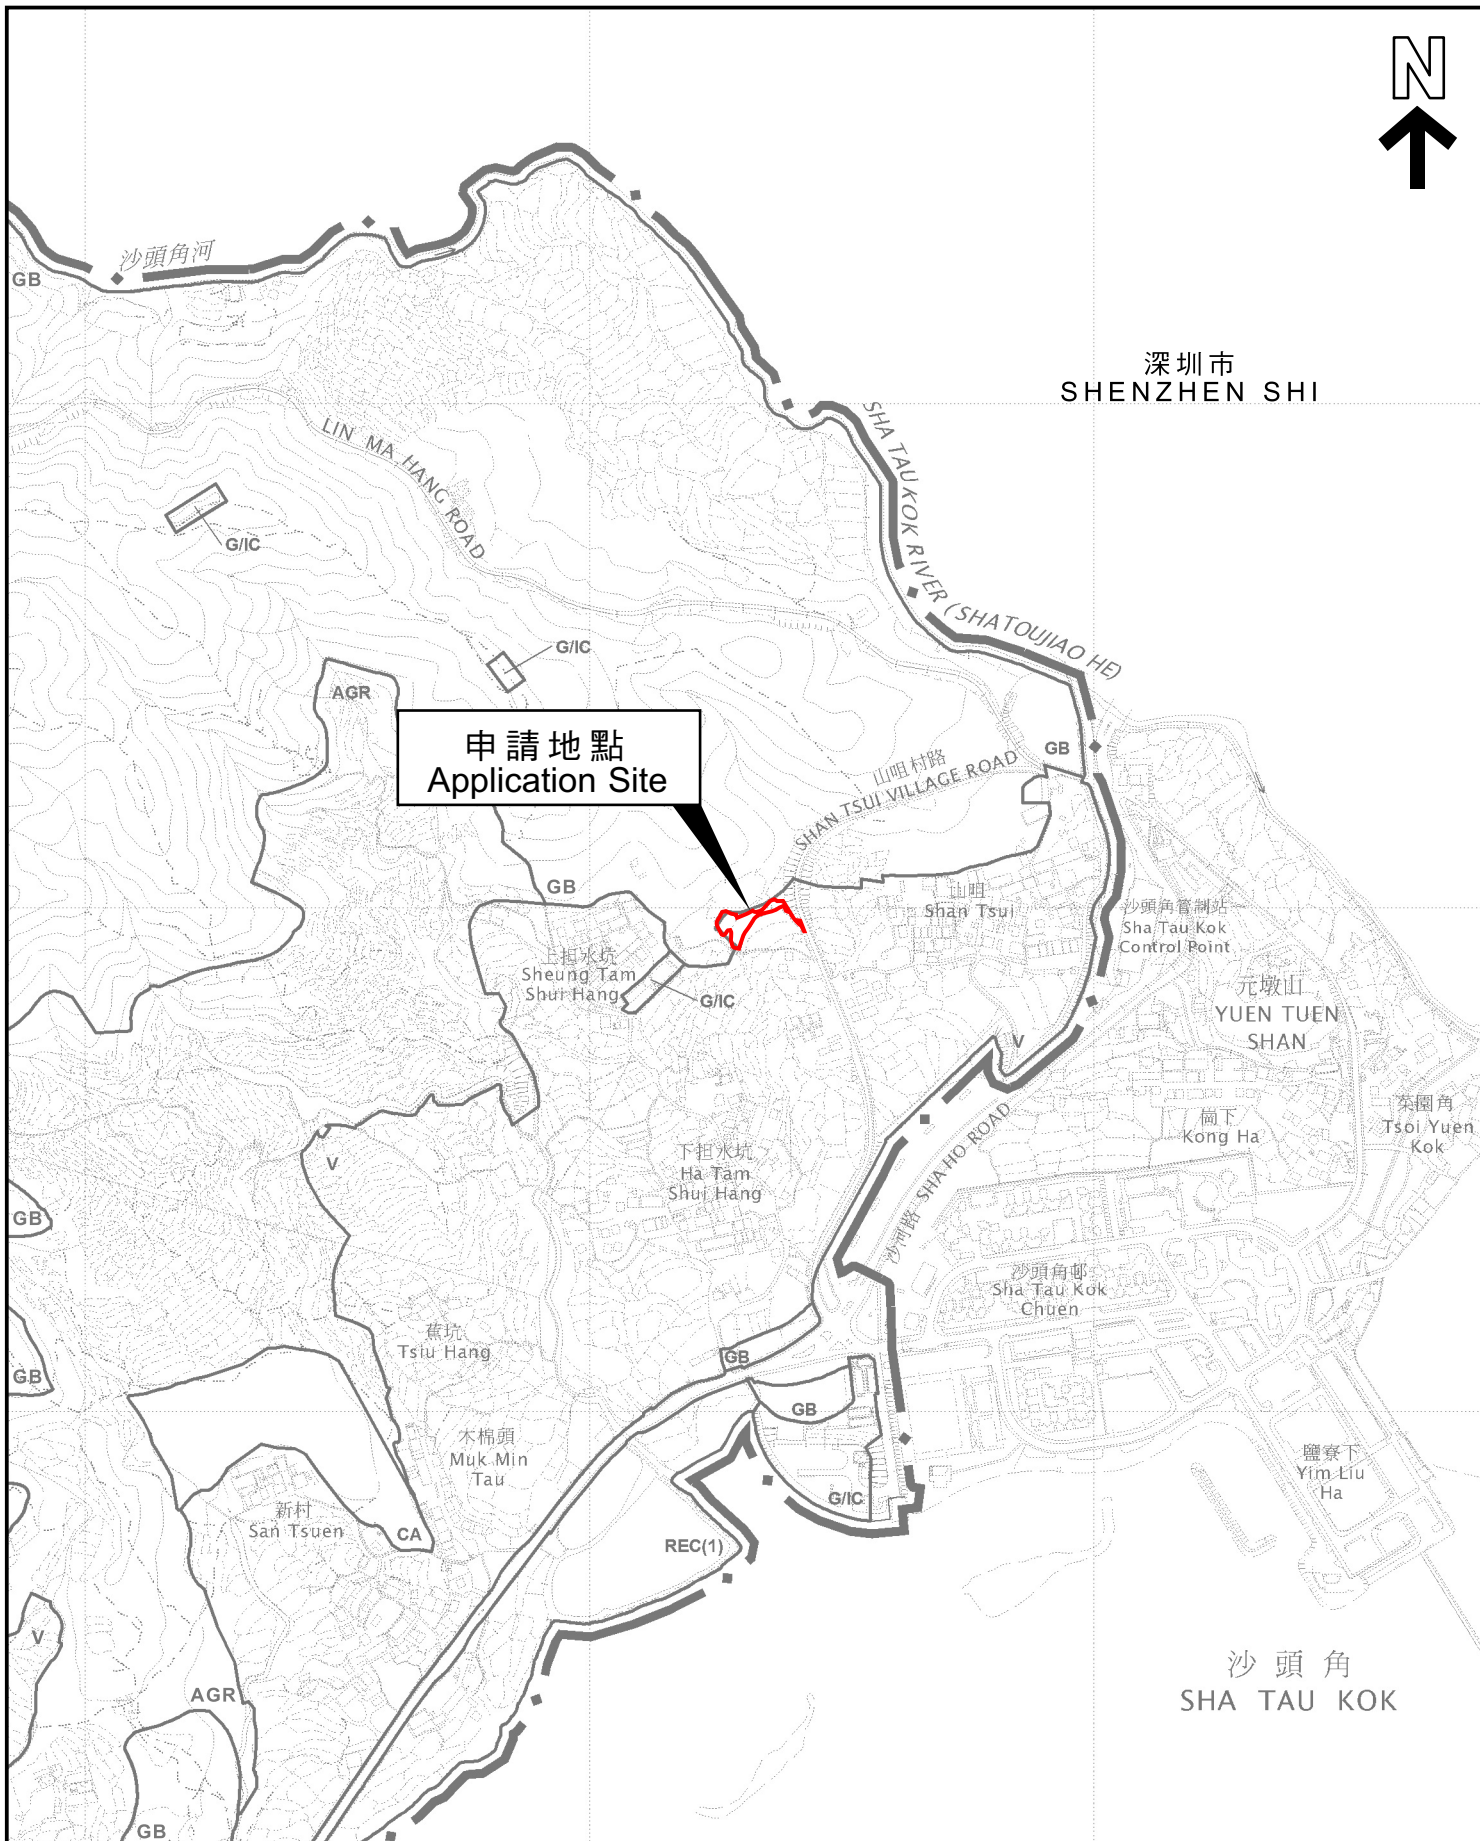 N
沙頭角河
GB
深圳市
SHENZHEN SHI
LIN MA HANG ROAD
SHA TAU KOK RIVER (SHATOUJIAO HE)
G/IC
G/IC
AGR
申請地點
Application Site
山咀村路
SHAN TSUI VILLAGE ROAD
GB
GB
山咀
Shan Tsui
沙頭角管制站
Sha Tau Kok
Control Point
上担水坑
Sheung Tam
Shui Hang
G/IC
元墩山
YUEN TUEN
SHAN
V
菜園角
Tsoi Yuen
Kok
崗下
Kong Ha
沙河路 SHA HO ROAD
下担水坑
Ha Tam
Shui Hang
V
GB
沙頭角邨
Sha Tau Kok
Chuen
蕉坑
Tsiu Hang
GB
GB
GB
木棉頭
Muk Min
Tau
鹽寮下
Yim Liu
Ha
新村
San Tsuen
CA
G/IC
REC(1)
V
沙頭角
SHA TAU KOK
AGR
GB